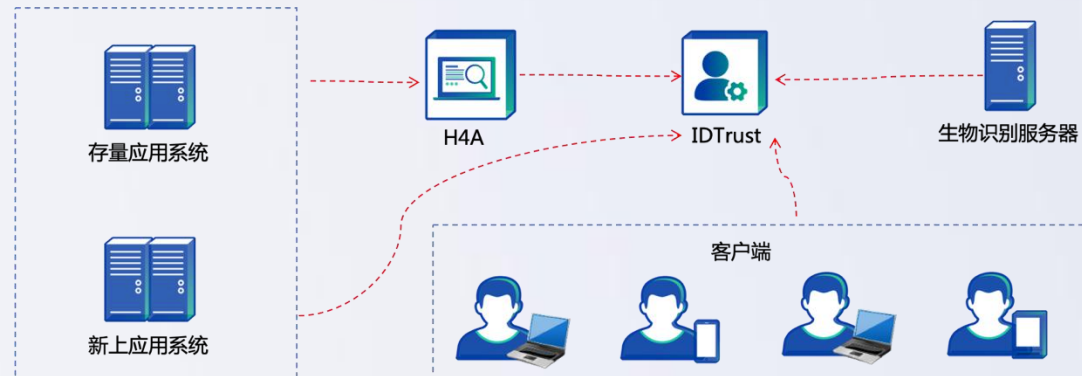 存量应用系统
H4A
IDTrust
生物识别服务器
客户端
新上应用系统